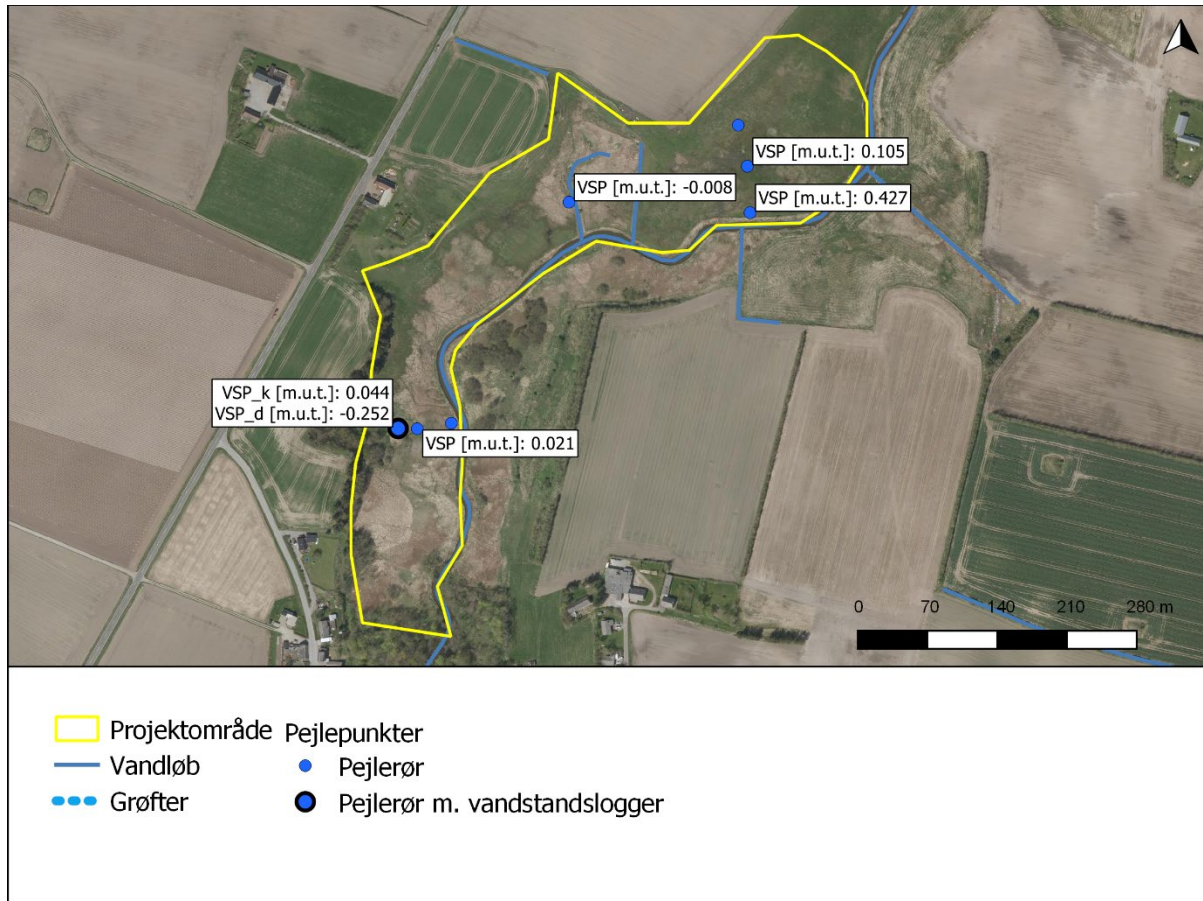 VSP [m.u.t.]: 0.105
VSP [m.u.t.]: -0.008
VSP [m.u.t.]: 0.427
VSP_k [m.u.t.]: 0.044
VSP_d [m.u.t.]: -0.252
VSP [m.u.t.]: 0.021
0 70 140 210 280 m
Projektområde
Vandløb
Grøfter
Pejlepunkter
Pejlerør
Pejlerør m. vandstandslogger